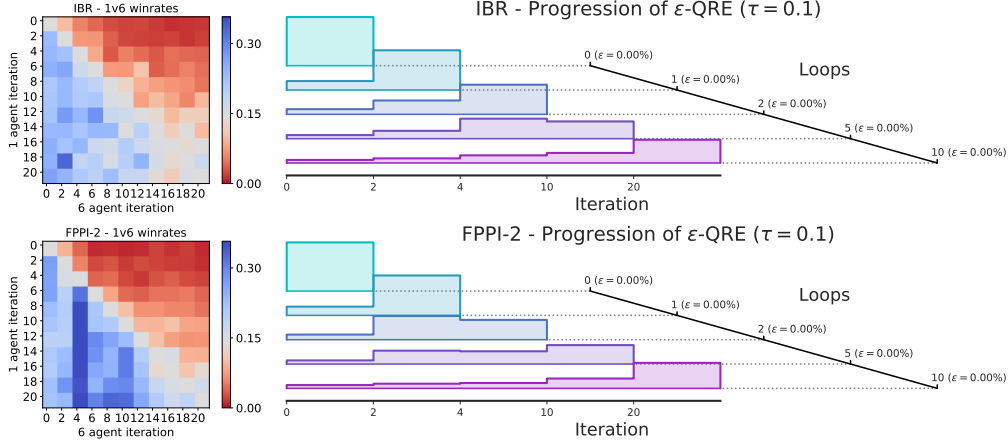 IBR - 1v6 winrates
1 agent iteration
0
2
4
6
8
10
12
14
16
18
20
0 2 4 6 8 10 12 14 16 18 20
6 agent iteration
0.30
0.15
0.00
IBR - Progression of ε-QRE (τ = 0.1)
Loops
0 (ε = 0.00%)
1 (ε = 0.00%)
2 (ε = 0.00%)
5 (ε = 0.00%)
10 (ε = 0.00%)
0 2 4 10 20
Iteration
FPPI-2 - 1v6 winrates
1 agent iteration
0
2
4
6
8
10
12
14
16
18
20
0 2 4 6 8 10 12 14 16 18 20
6 agent iteration
0.30
0.15
0.00
FPPI-2 - Progression of ε-QRE (τ = 0.1)
Loops
0 (ε = 0.00%)
1 (ε = 0.00%)
2 (ε = 0.00%)
5 (ε = 0.00%)
10 (ε = 0.00%)
0 2 4 10 20
Iteration